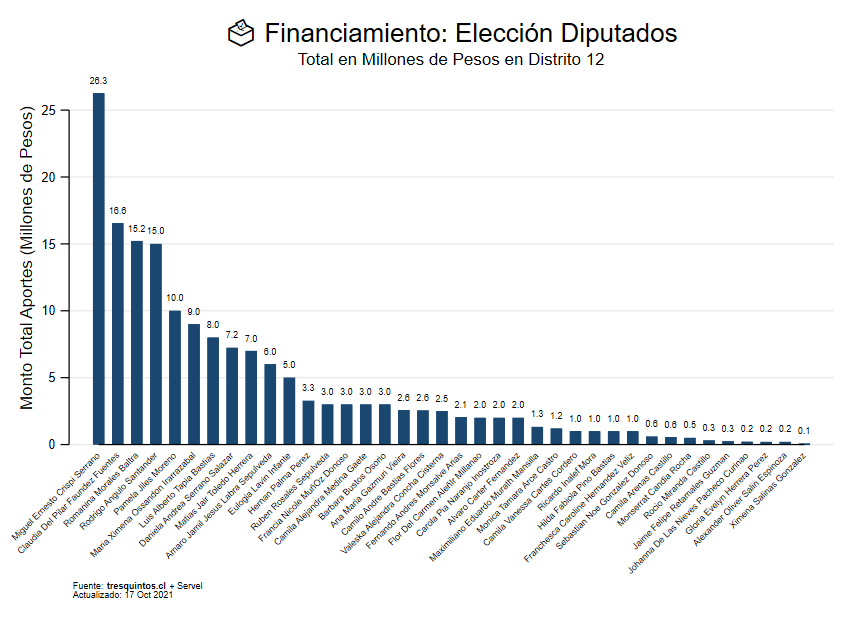 Financiamiento: Elección Diputados
Total en Millones de Pesos en Distrito 12
Monto Total Aportes (Millones de Pesos)
25
20
15
10
5
0
26.3
16.6
15.2
15.0
10.0
9.0
8.0
7.2
7.0
6.0
5.0
3.3
3.0
3.0
3.0
3.0
2.6
2.6
2.5
2.1
2.0
2.0
2.0
1.3
1.2
1.0
1.0
1.0
1.0
0.6
0.6
0.5
0.3
0.3
0.2
0.2
0.2
0.1
Miguel Ernesto Crispi Serrano
Claudia Del Pilar Faundez Fuentes
Romanina Morales Baltra
Rodrigo Angulo Santander
Pamela Jiles Moreno
Maria Ximena Ossandon Irarrazabal
Luis Alberto Tapia Bastias
Daniela Andrea Serrano Salazar
Matias Jair Toledo Herrera
Amaro Jamil Jesus Labra Sepulveda
Eulogia Lavin Infante
Hernan Palma Perez
Ruben Rosales Sepulveda
Francia Nicole MuñOz Donoso
Camila Alejandra Medina Gaete
Barbara Bustos Osorio
Ana Maria Gazmuri Vieira
Camilo Andre Bastias Flores
Valeska Alejandra Concha Cisterna
Fernando Andres Monsalve Arias
Flor Del Carmen Alette Millanao
Carola Pia Naranjo Inostroza
Alvaro Carter Fernandez
Maximiliano Eduardo Murath Mansilla
Monica Tamara Arce Castro
Camila Vanessa Cartes Cordero
Ricardo Inalef Mora
Hilda Fabiola Pino Bastias
Franchesca Caroline Hernandez Veliz
Sebastian Noe Gonzalez Donoso
Camila Arenas Castillo
Monserrat Candia Rocha
Rocio Miranda Castillo
Jaime Felipe Retamales Guzman
Johanna De Las Nieves Pacheco Curinao
Gloria Evelyn Herrera Perez
Alexander Oliver Salin Espinoza
Ximena Salinas Gonzalez
Fuente: tresquintos.cl + Servel
Actualizado: 17 Oct 2021